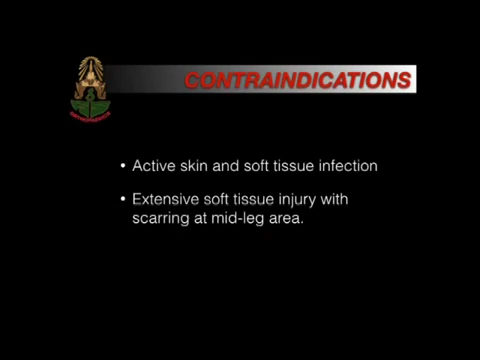 CONTRAINDICATIONS
• Active skin and soft tissue infection
• Extensive soft tissue injury with
scarring at mid-leg area.